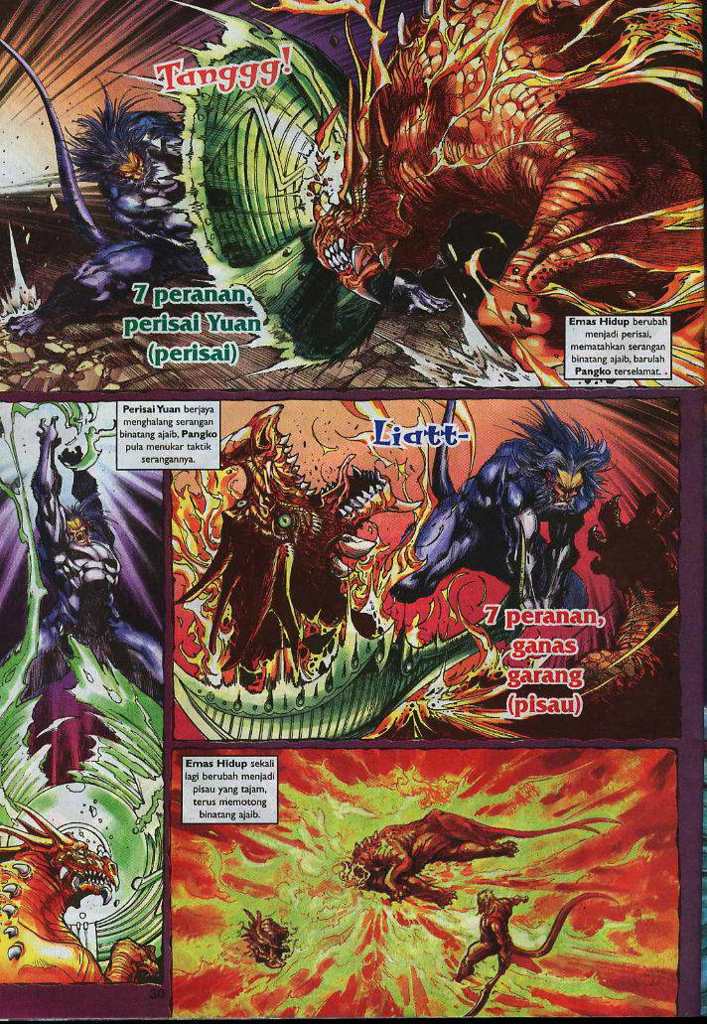 Tanggg!
7 peranan,
perisai Yuan
(perisai)
Emas Hidup berubah
menjadi perisai,
mematahkan serangan
binatang ajaib, barulah
Pangko terselamat. .
Perisai Yuan berjaya
menghalang serangan
binatang ajaib, Pangko
pula menukar taktik
serangannya.
Liatt-
7 peranan,
ganas
garang
(pisau)
Emas Hidup sekali
lagi berubah menjadi
pisau yang tajam,
terus memotong
binatang ajaib.
30